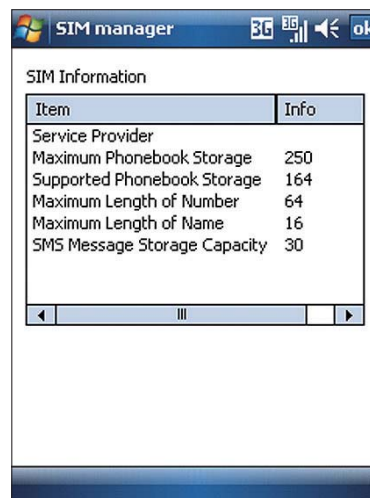 SIM manager 3G 3G ok
SIM Information
Item Info
Service Provider
Maximum Phonebook Storage 250
Supported Phonebook Storage 164
Maximum Length of Number 64
Maximum Length of Name 16
SMS Message Storage Capacity 30